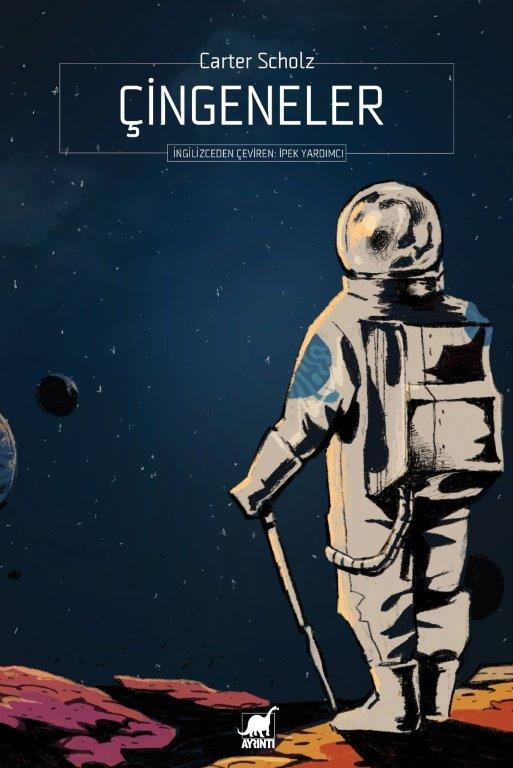 Carter Scholz
ÇİNGENELER
İNGİLİZCEDEN ÇEVİREN: İPEK YARDIMCI
AYRINTI